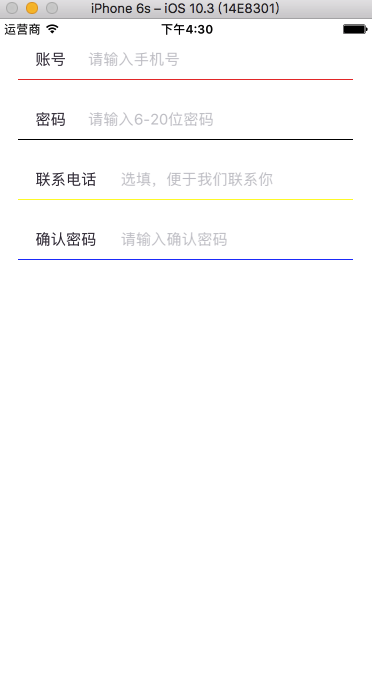 iPhone 6s – iOS 10.3 (14E8301)
运营商 下午4:30
账号 请输入手机号
密码 请输入6-20位密码
联系电话 选填，便于我们联系你
确认密码 请输入确认密码